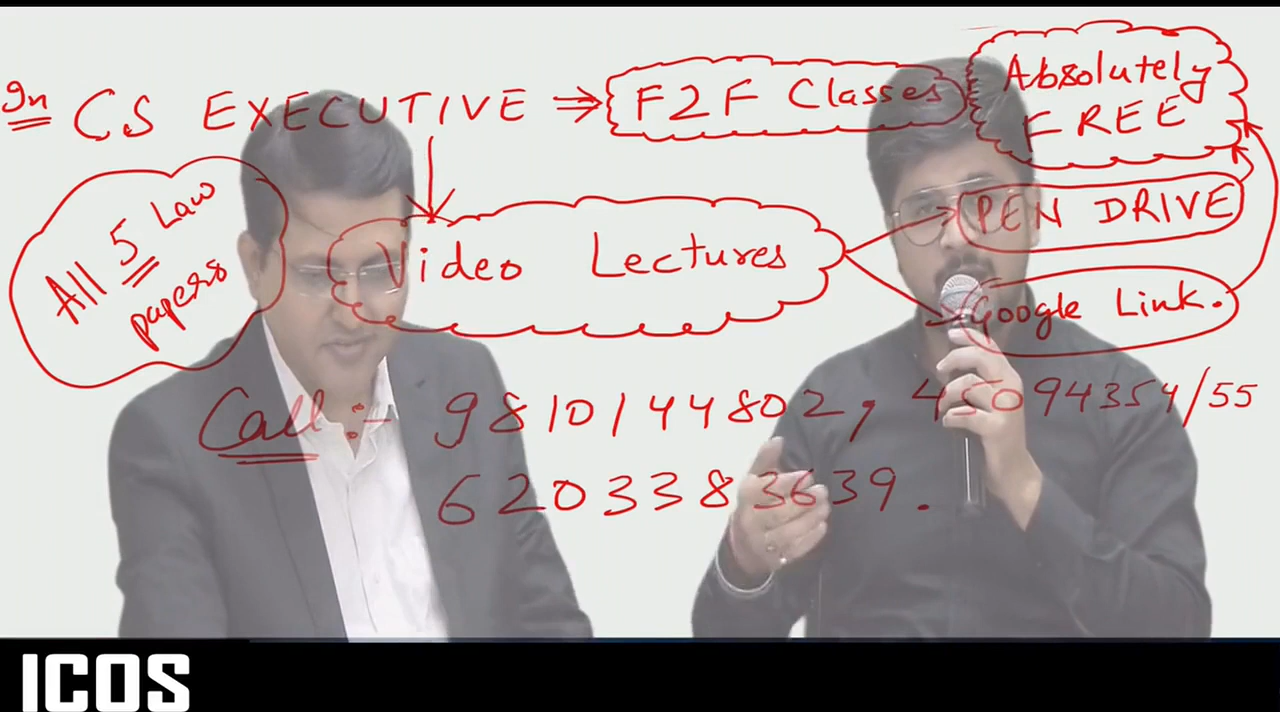 In CS EXECUTIVE ⇒ F2F Classes
Absolutely
FREE
All 5 Law
papers
Video Lectures
PEN DRIVE
Google Link.
Call :- 9810144802, 45094354/55
6203383639.
ICOS